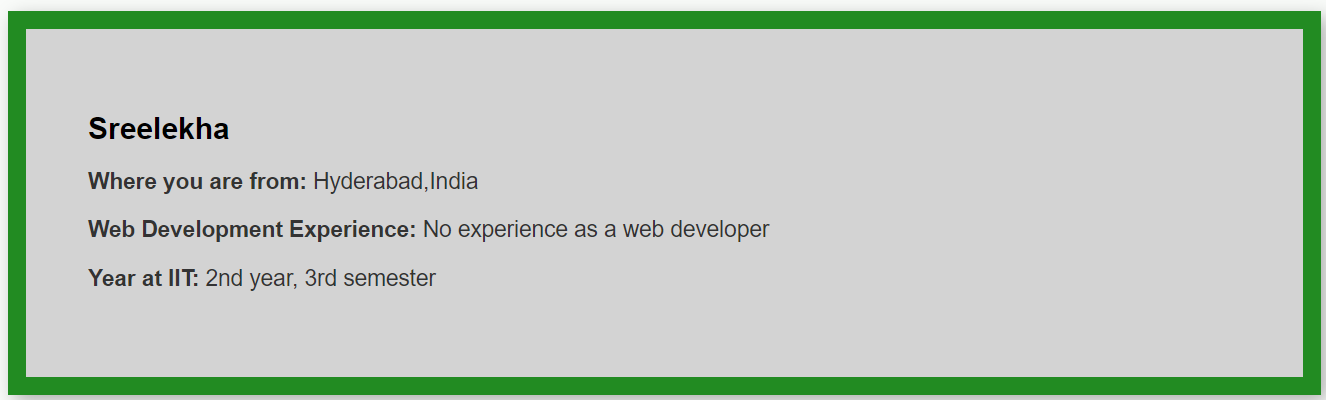 Sreelekha
Where you are from: Hyderabad,India
Web Development Experience: No experience as a web developer
Year at IIT: 2nd year, 3rd semester